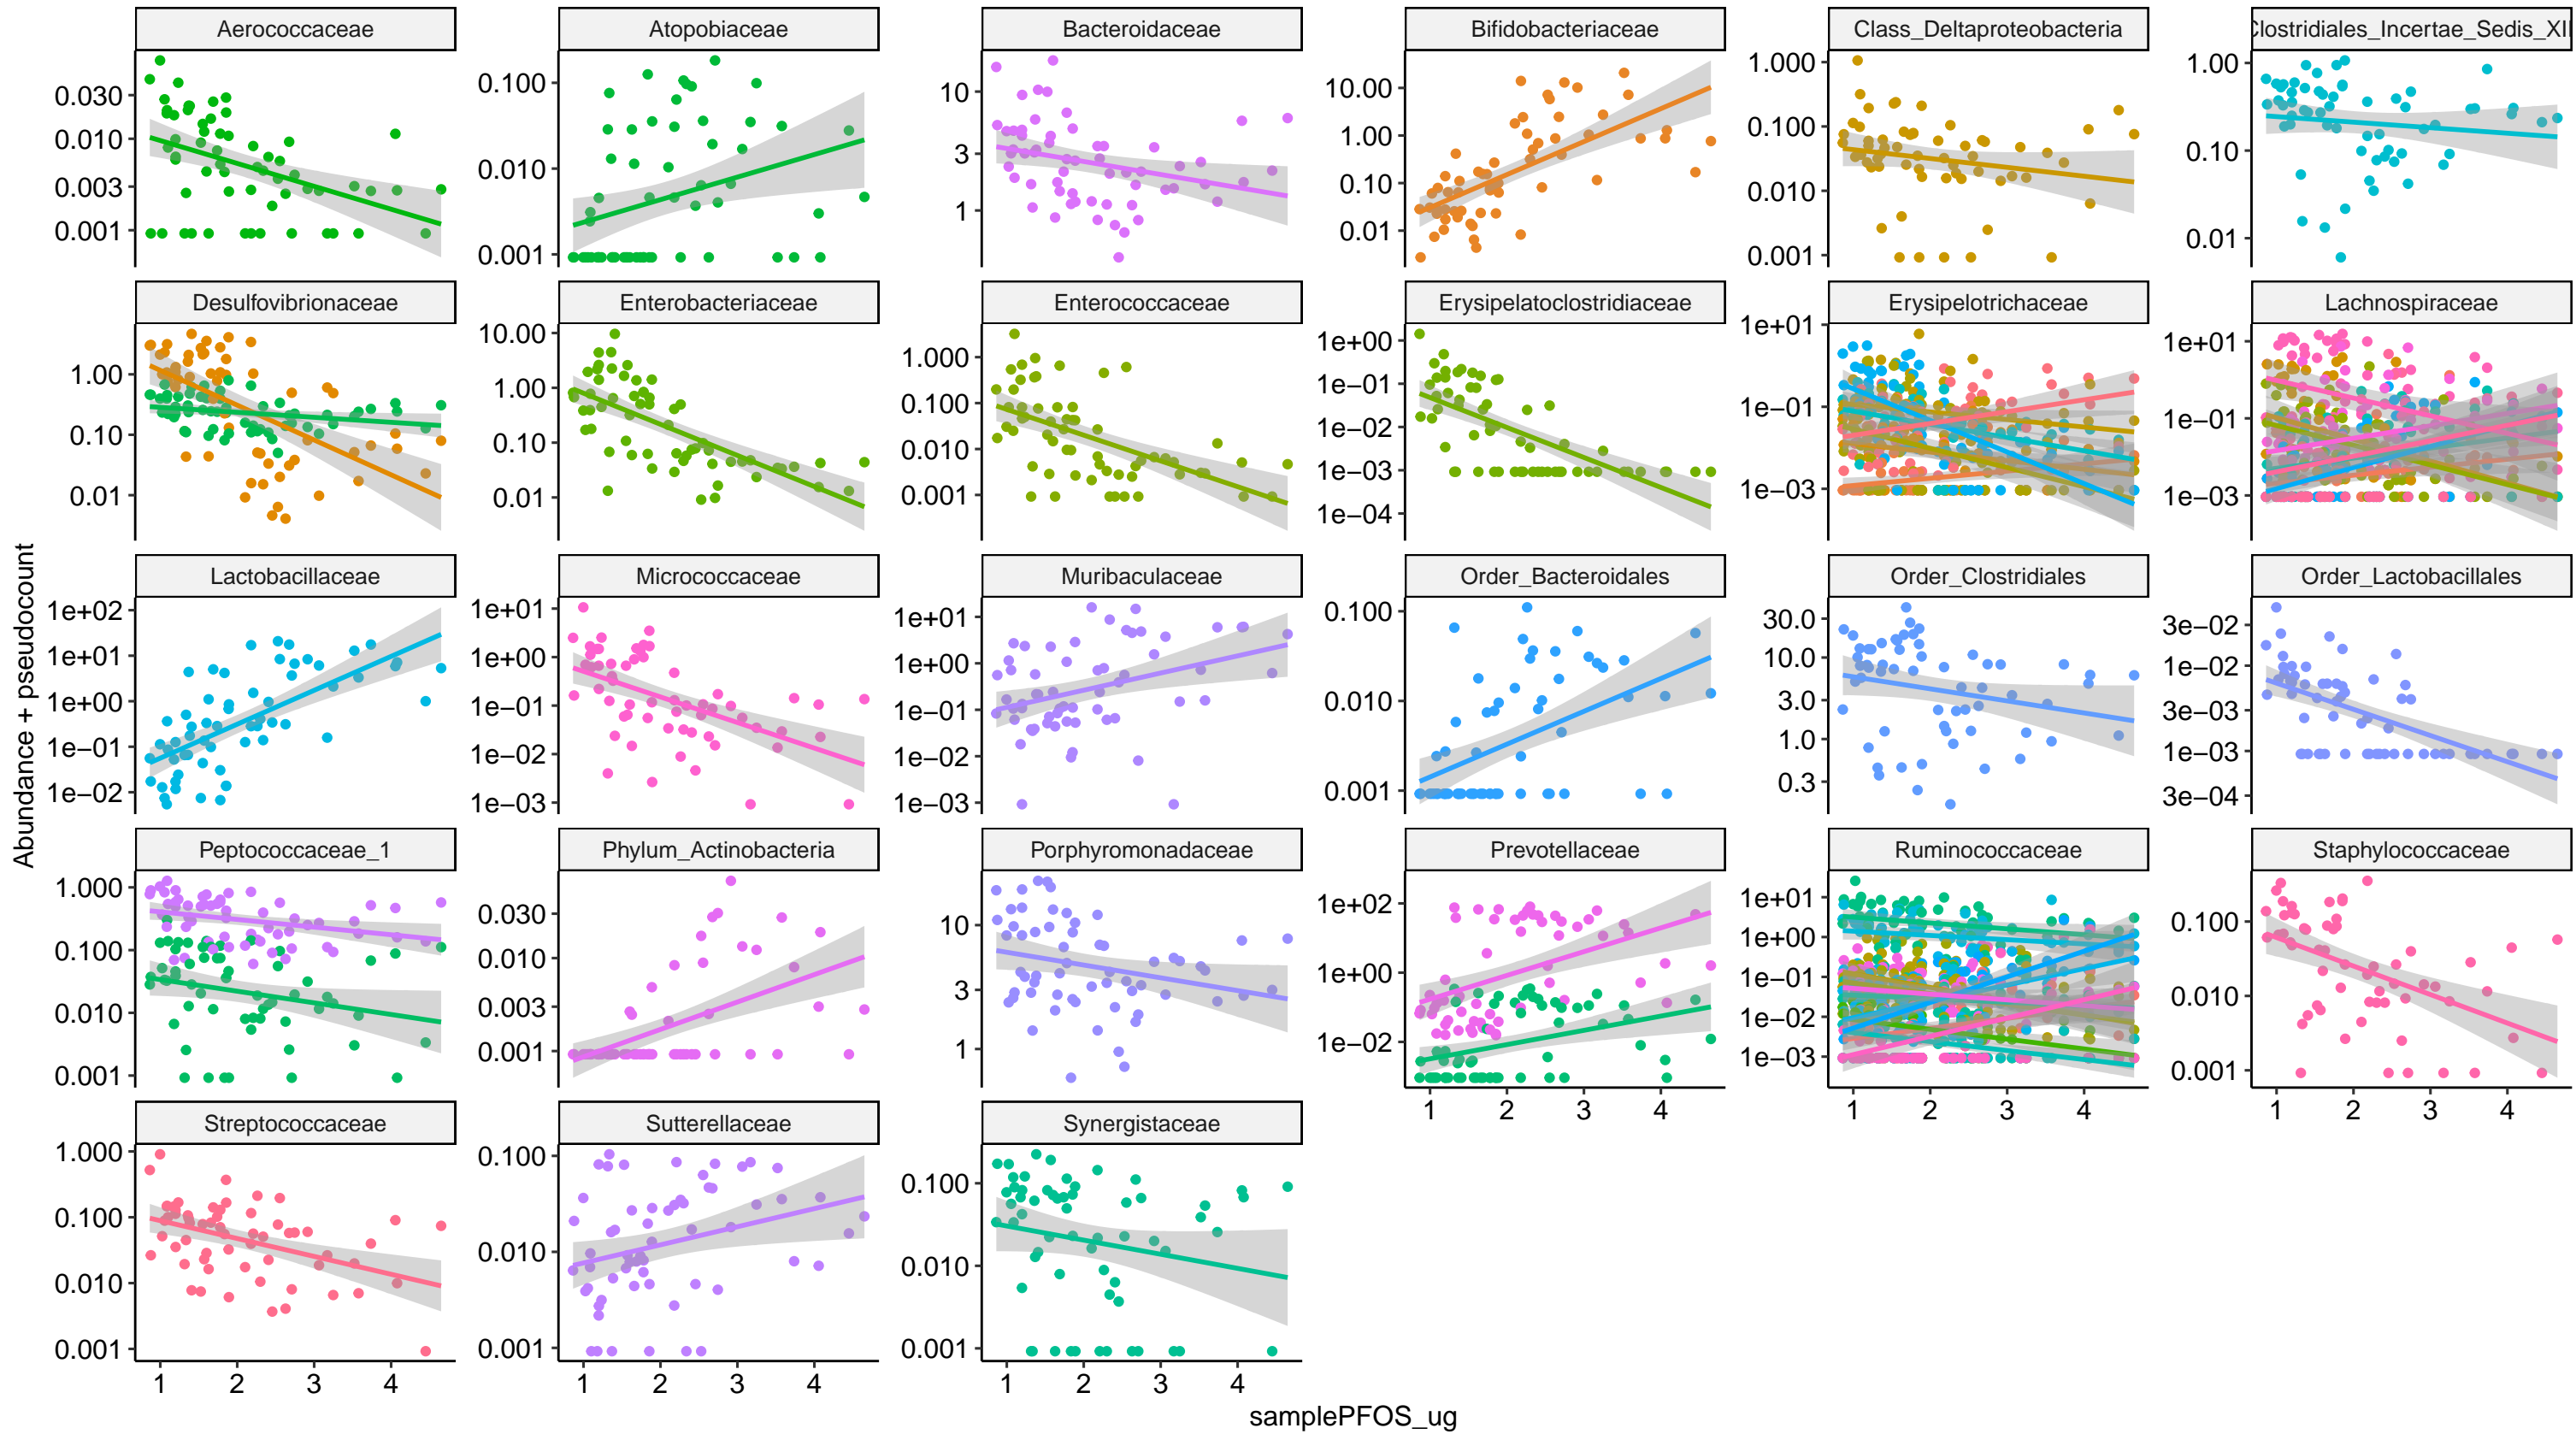 Aerococcaceae
Atopobiaceae
Bacteroidaceae
Bifidobacteriaceae
Class_Deltaproteobacteria
Clostridiales_Incertae_Sedis_XII
0.030
0.010
0.003
0.001
0.100
0.010
0.001
10
3
1
10.00
1.00
0.10
0.01
1.000
0.100
0.010
0.001
1.00
0.10
0.01
Desulfovibrionaceae
Enterobacteriaceae
Enterococcaceae
Erysipelatoclostridiaceae
Erysipelotrichaceae
Lachnospiraceae
1.00
0.10
0.01
10.00
1.00
0.10
0.01
1.000
0.100
0.010
0.001
1e+00
1e−01
1e−02
1e−03
1e−04
1e+01
1e−01
1e−03
1e+01
1e−01
1e−03
Lactobacillaceae
Micrococcaceae
Muribaculaceae
Order_Bacteroidales
Order_Clostridiales
Order_Lactobacillales
1e+02
1e+01
1e+00
1e−01
1e−02
1e+01
1e+00
1e−01
1e−02
1e−03
1e+01
1e+00
1e−01
1e−02
1e−03
0.100
0.010
0.001
30.0
10.0
3.0
1.0
0.3
3e−02
1e−02
3e−03
1e−03
3e−04
Peptococcaceae_1
Phylum_Actinobacteria
Porphyromonadaceae
Prevotellaceae
Ruminococcaceae
Staphylococcaceae
1.000
0.100
0.010
0.001
0.030
0.010
0.003
0.001
10
3
1
1e+02
1e+00
1e−02
1e+01
1e+00
1e−01
1e−02
1e−03
0.100
0.010
0.001
1 2 3 4
1 2 3 4
1 2 3 4
Streptococcaceae
Sutterellaceae
Synergistaceae
1.000
0.100
0.010
0.001
0.100
0.010
0.001
0.100
0.010
0.001
1 2 3 4
1 2 3 4
1 2 3 4
samplePFOS_ug
Abundance + pseudocount